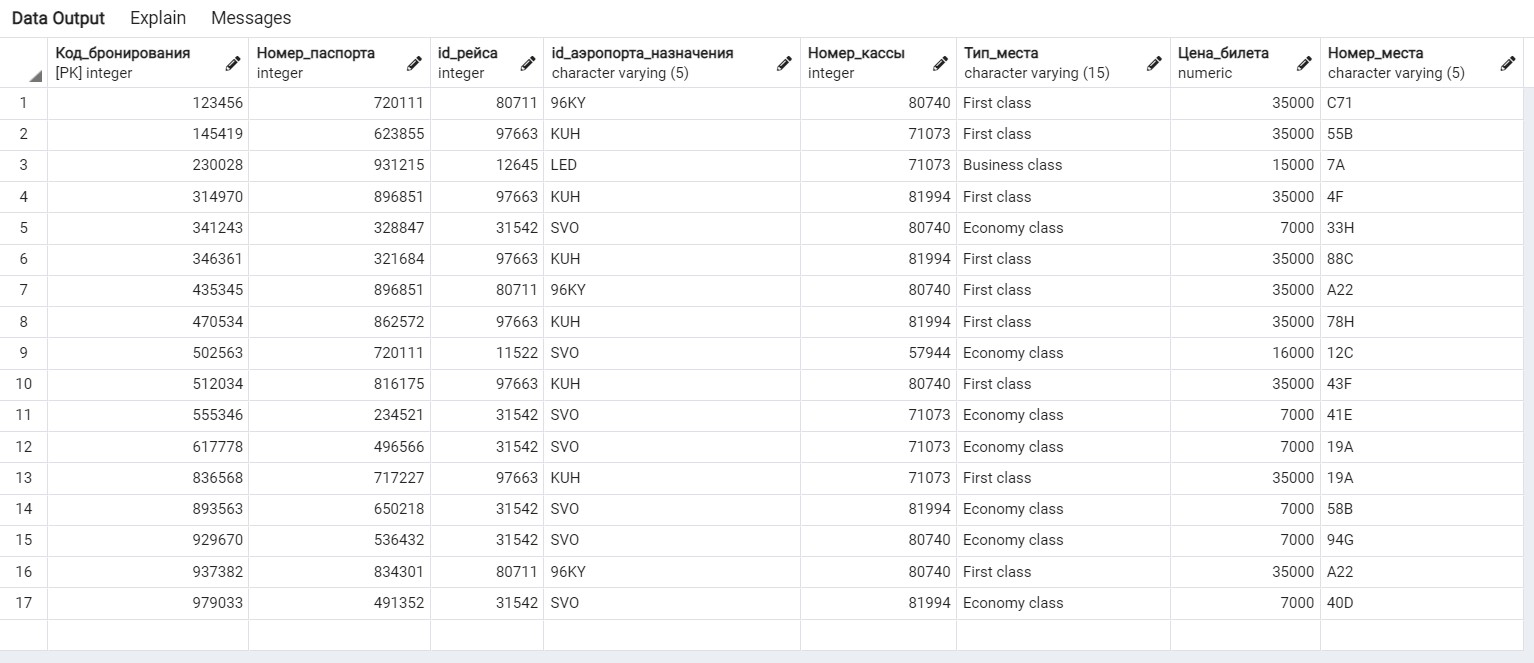 Data Output Explain Messages
Код_бронирования Номер_паспорта id_рейса id_аэропорта_назначения Номер_кассы Тип_места Цена_билета Номер_места
[PK] integer integer integer character varying (5) integer character varying (15) numeric character varying (5)
1 123456 720111 80711 96KY 80740 First class 35000 C71
2 145419 623855 97663 KUH 71073 First class 35000 55B
3 230028 931215 12645 LED 71073 Business class 15000 7A
4 314970 896851 97663 KUH 81994 First class 35000 4F
5 341243 328847 31542 SVO 80740 Economy class 7000 33H
6 346361 321684 97663 KUH 81994 First class 35000 88C
7 435345 896851 80711 96KY 80740 First class 35000 A22
8 470534 862572 97663 KUH 81994 First class 35000 78H
9 502563 720111 11522 SVO 57944 Economy class 16000 12C
10 512034 816175 97663 KUH 80740 First class 35000 43F
11 555346 234521 31542 SVO 71073 Economy class 7000 41E
12 617778 496566 31542 SVO 71073 Economy class 7000 19A
13 836568 717227 97663 KUH 71073 First class 35000 19A
14 893563 650218 31542 SVO 81994 Economy class 7000 58B
15 929670 536432 31542 SVO 80740 Economy class 7000 94G
16 937382 834301 80711 96KY 80740 First class 35000 A22
17 979033 491352 31542 SVO 81994 Economy class 7000 40D